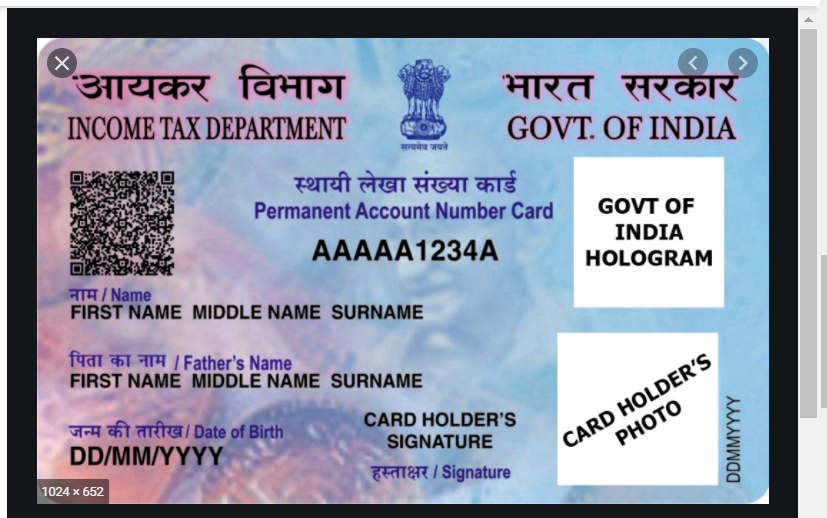 आयकर विभाग
भारत सरकार
INCOME TAX DEPARTMENT
GOVT. OF INDIA
सत्यमेव जयते
स्थायी लेखा संख्या कार्ड
Permanent Account Number Card
AAAAA1234A
GOVT OF
INDIA
HOLOGRAM
नाम / Name
FIRST NAME MIDDLE NAME SURNAME
पिता का नाम / Father's Name
FIRST NAME MIDDLE NAME SURNAME
जन्म की तारीख / Date of Birth
DD/MM/YYYY
CARD HOLDER'S
SIGNATURE
हस्ताक्षर / Signature
CARD HOLDER'S
PHOTO
DDMMYYYY
1024 × 652